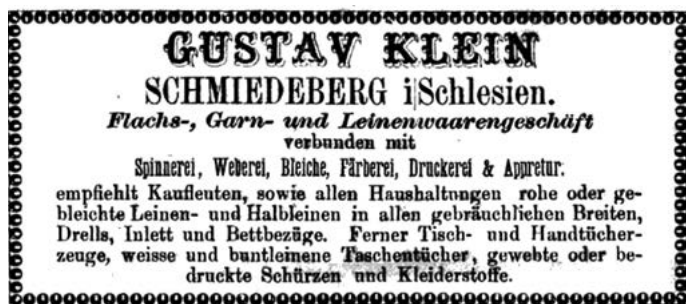 GUSTAV KLEIN
SCHMIEDEBERG i|Schlesien.
Flachs-, Garn- und Leinenwaarengeschäft
verbunden mit
Spinnerei, Weberei, Bleiche, Färberei, Druckerei & Appretur.
empfiehlt Kaufleuten, sowie allen Haushaltungen rohe oder ge-
bleichte Leinen- und Halbleinen in allen gebräuchlichen Breiten,
Drells, Inlett und Bettbezüge. Ferner Tisch- und Handtücher-
zeuge, weisse und buntleinene Taschentücher, gewebte oder be-
druckte Schürzen und Kleiderstoffe.